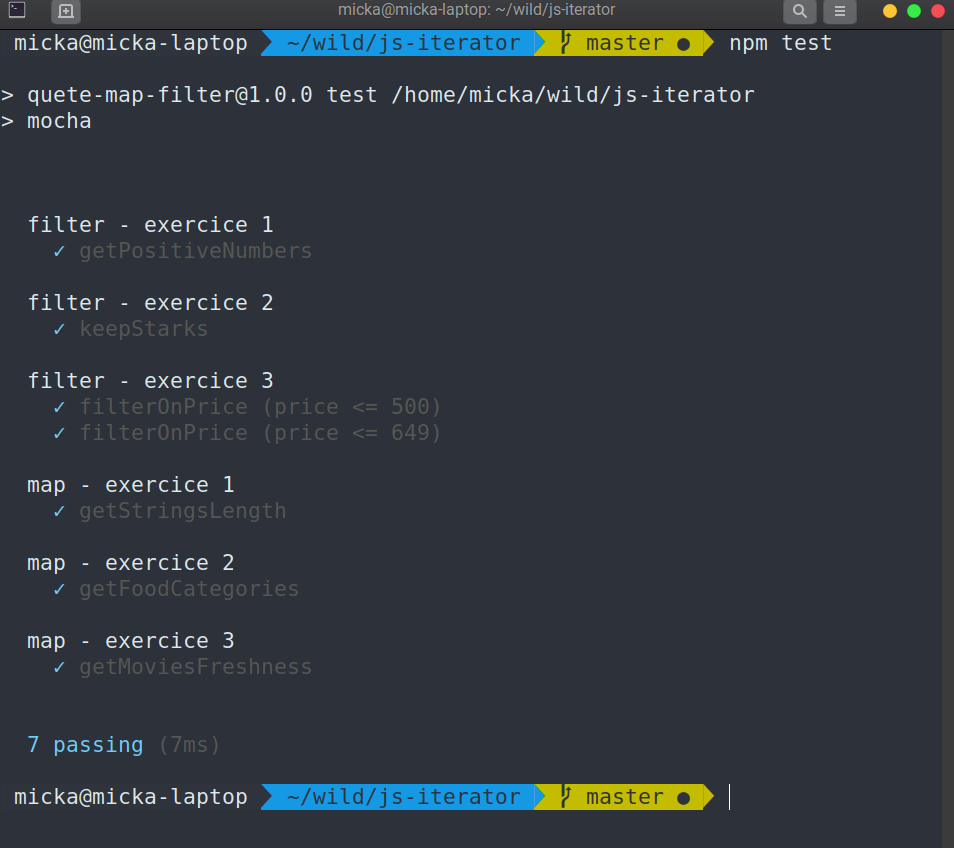 micka@micka-laptop: ~/wild/js-iterator
micka@micka-laptop ~/wild/js-iterator master ● npm test
> quete-map-filter@1.0.0 test /home/micka/wild/js-iterator
> mocha
filter - exercice 1
✓ getPositiveNumbers
filter - exercice 2
✓ keepStarks
filter - exercice 3
✓ filterOnPrice (price <= 500)
✓ filterOnPrice (price <= 649)
map - exercice 1
✓ getStringsLength
map - exercice 2
✓ getFoodCategories
map - exercice 3
✓ getMoviesFreshness
7 passing (7ms)
micka@micka-laptop ~/wild/js-iterator master ●